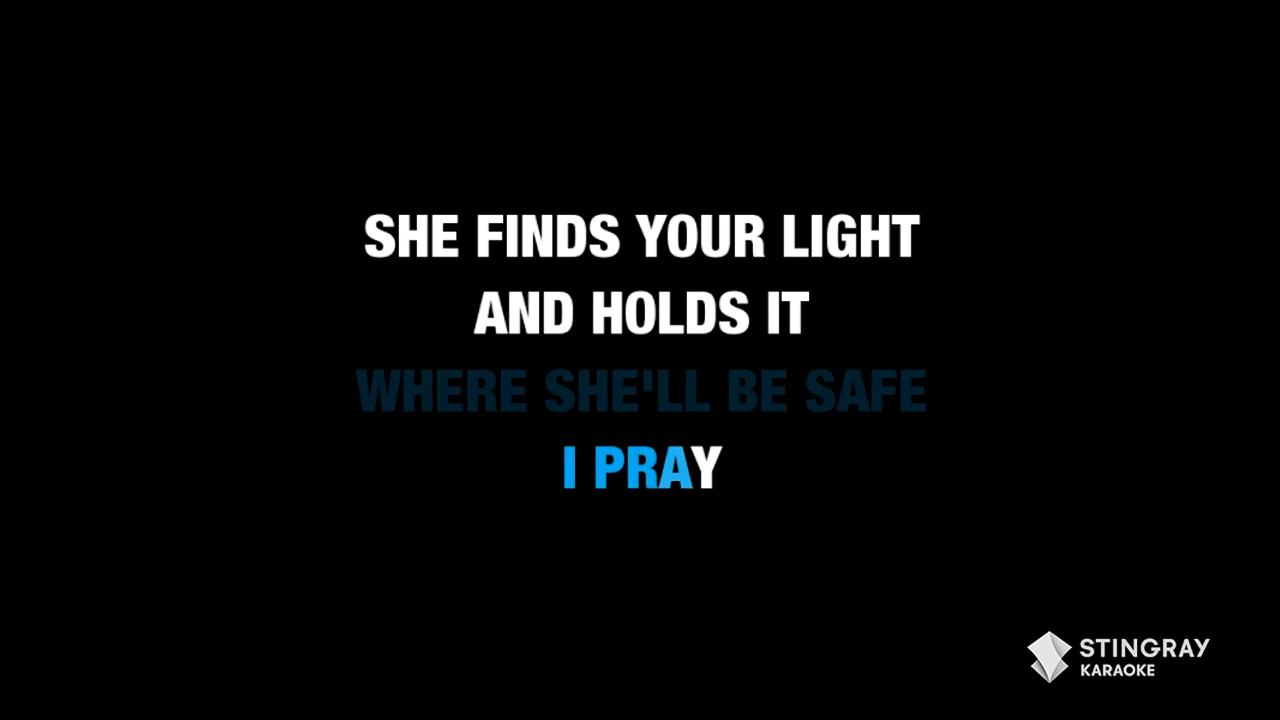 SHE FINDS YOUR LIGHT
AND HOLDS IT
WHERE SHE'LL BE SAFE
I PRAY
STINGRAY
KARAOKE